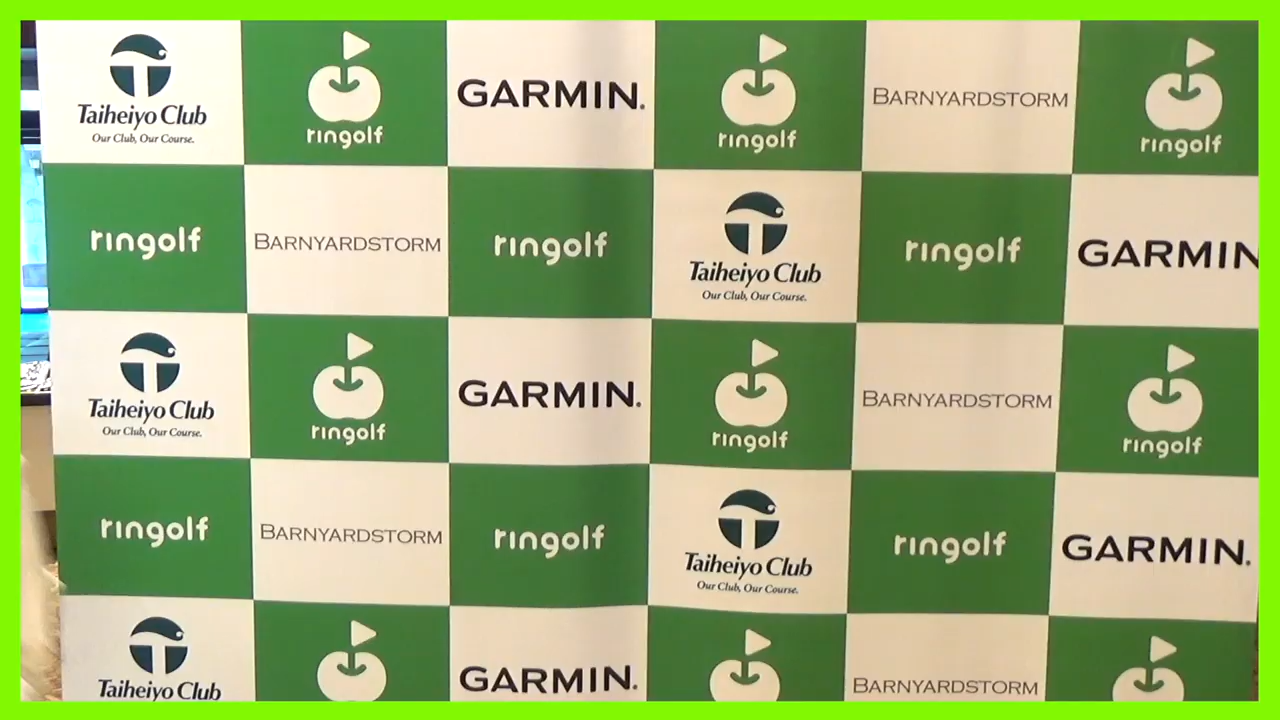 Taiheiyo Club
Our Club, Our Course.
ringolf
GARMIN.
ringolf
BARNYARDSTORM
ringolf
ringolf
BARNYARDSTORM
ringolf
Taiheiyo Club
Our Club, Our Course.
ringolf
GARMIN
Taiheiyo Club
Our Club, Our Course.
ringolf
GARMIN.
ringolf
BARNYARDSTORM
ringolf
ringolf
BARNYARDSTORM
ringolf
Taiheiyo Club
Our Club, Our Course.
ringolf
GARMIN.
Taiheiyo Club
GARMIN.
BARNYARDSTORM